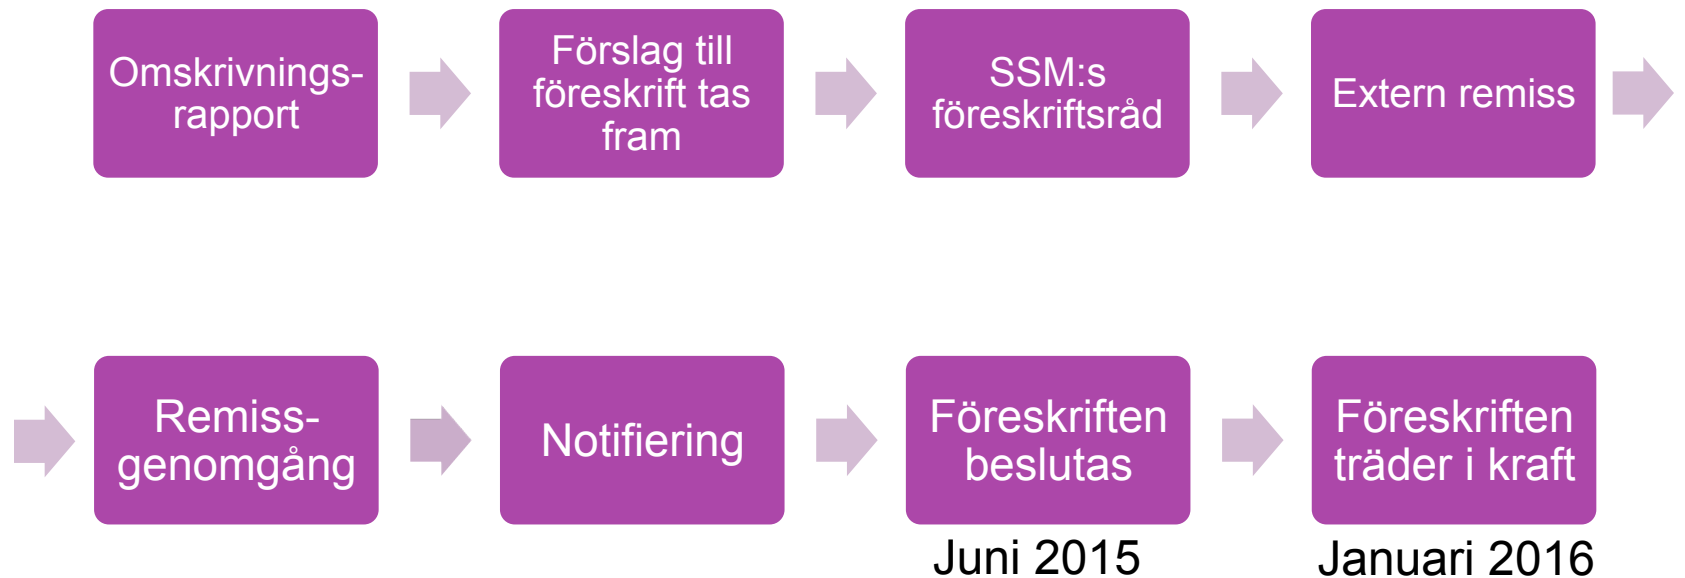 Omskrivnings-
rapport
Förslag till
föreskrift tas
fram
SSM:s
föreskriftsråd
Extern remiss
Remiss-
genomgång
Notifiering
Föreskriften
beslutas
Föreskriften
träder i kraft
Juni 2015
Januari 2016